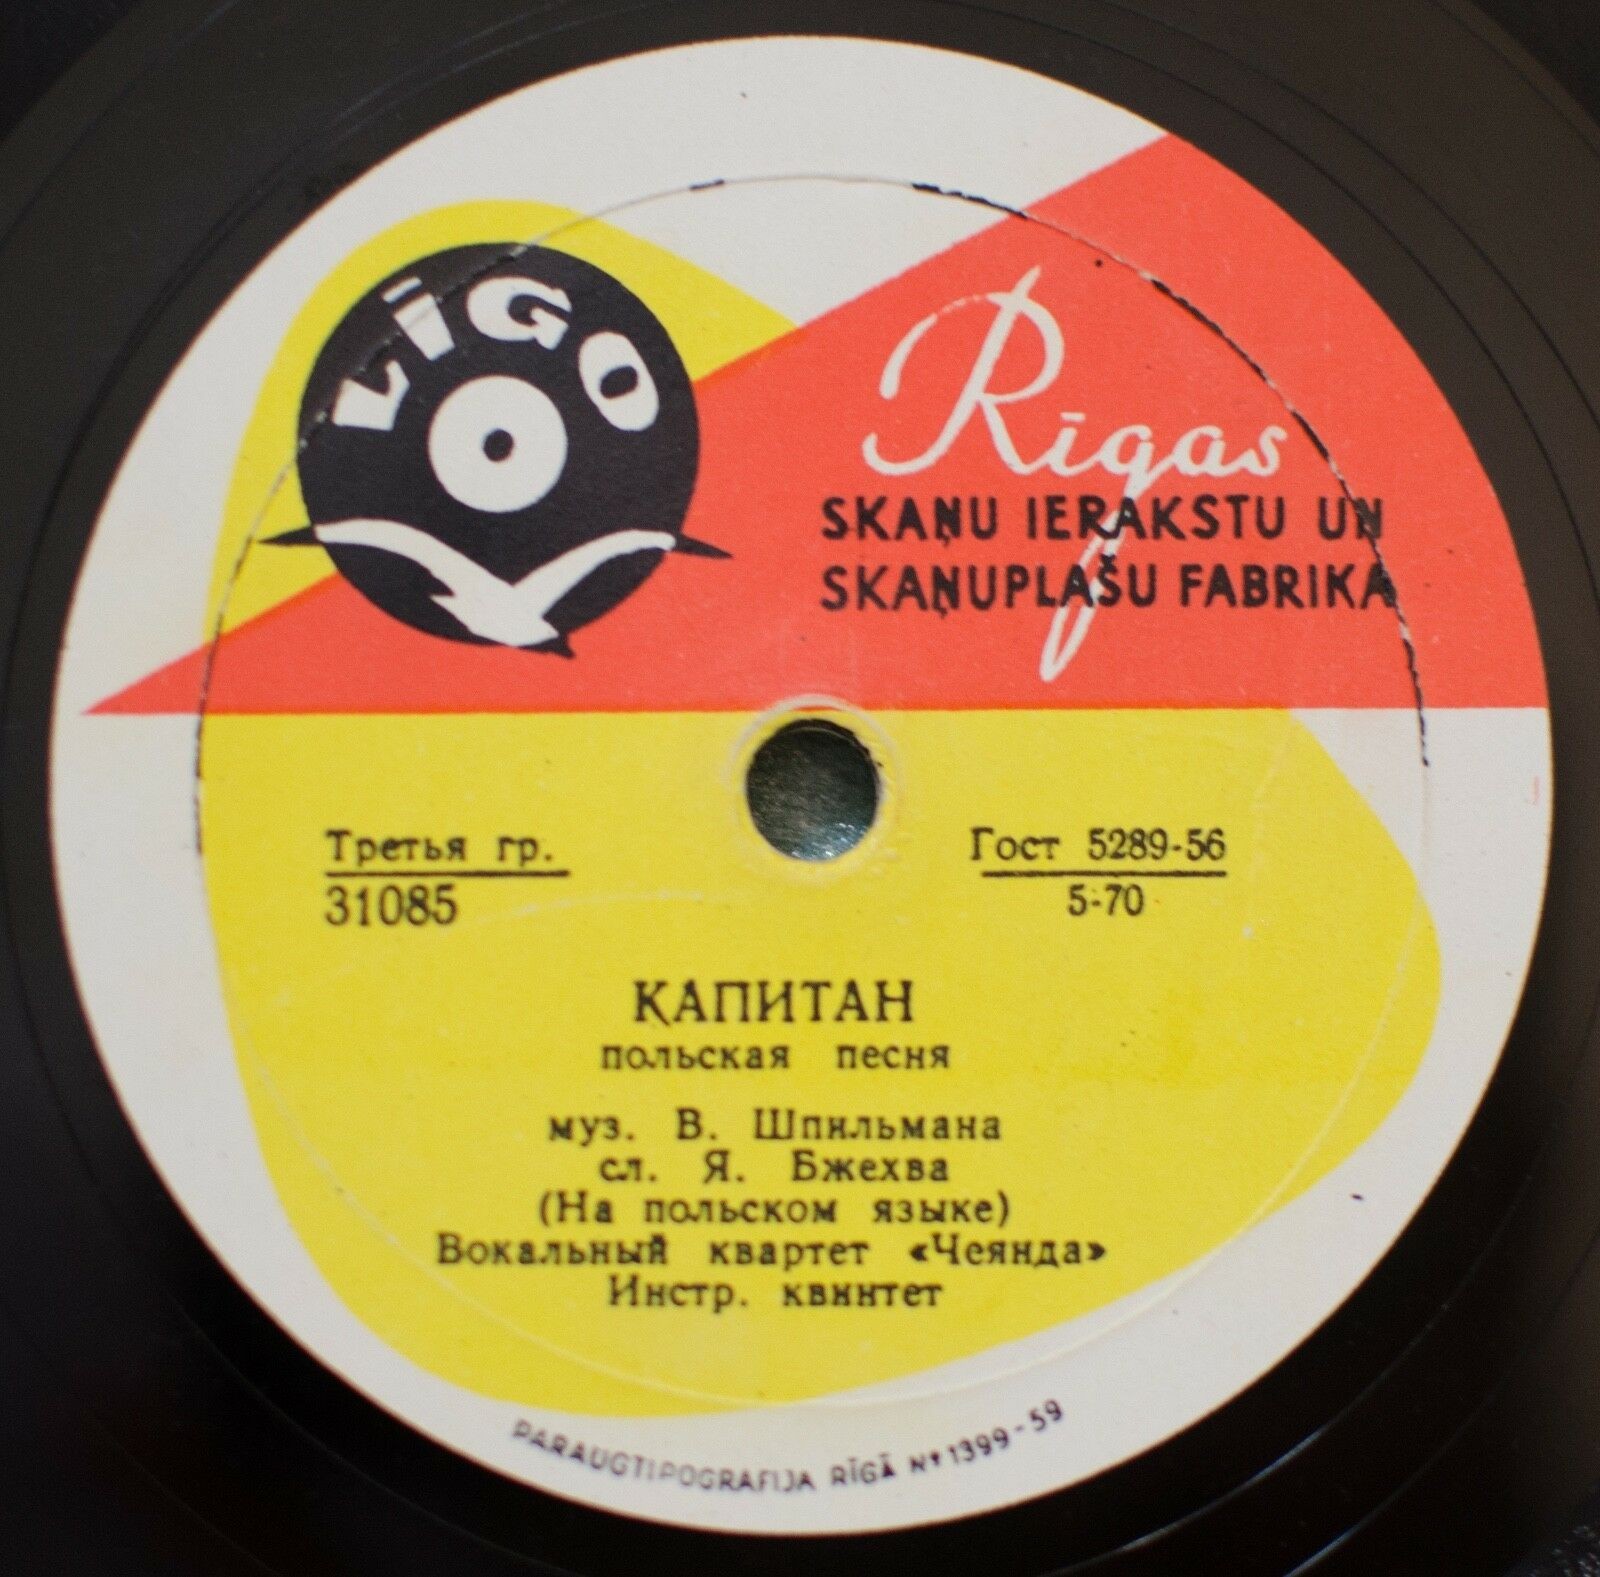 LĪGO
Rīgas
SKAŅU IERAKSTU UN
SKAŅUPLAŠU FABRIKA
Третья гр.
31085
Гост 5289-56
5-70
КАПИТАН
польская песня
муз. В. Шпильмана
сл. Я. Бжехва
(На польском языке)
Вокальный квартет «Чеянда»
Инстр. квинтет
PARAUGTIPOGRAFIJA RĪGĀ Nr 1399-59